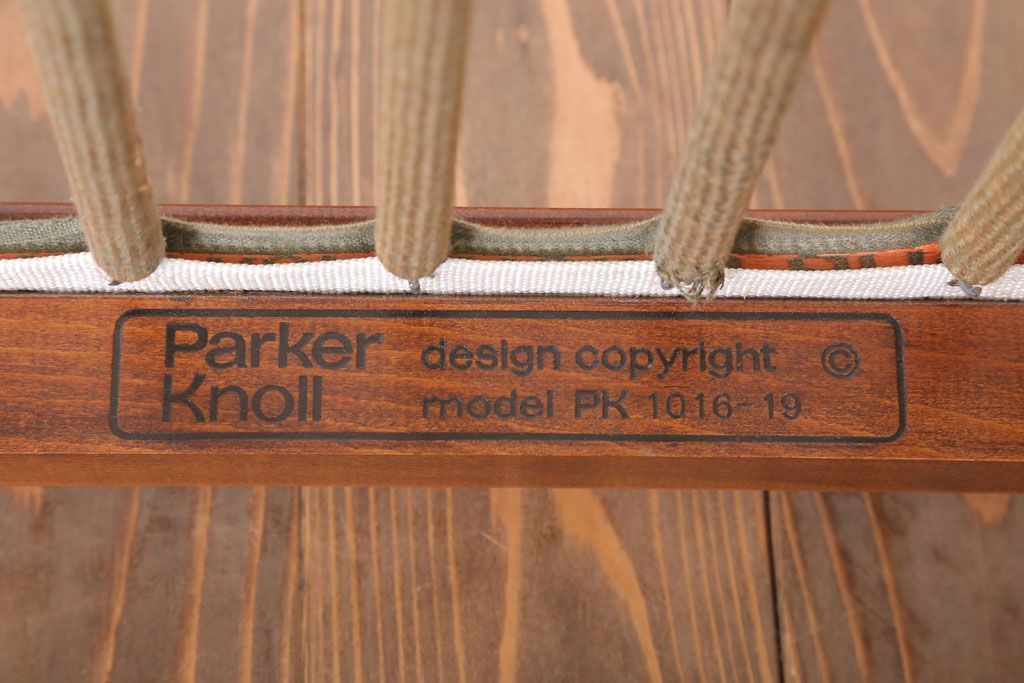 Parker Knoll
design copyright ©
model PK 1016-19